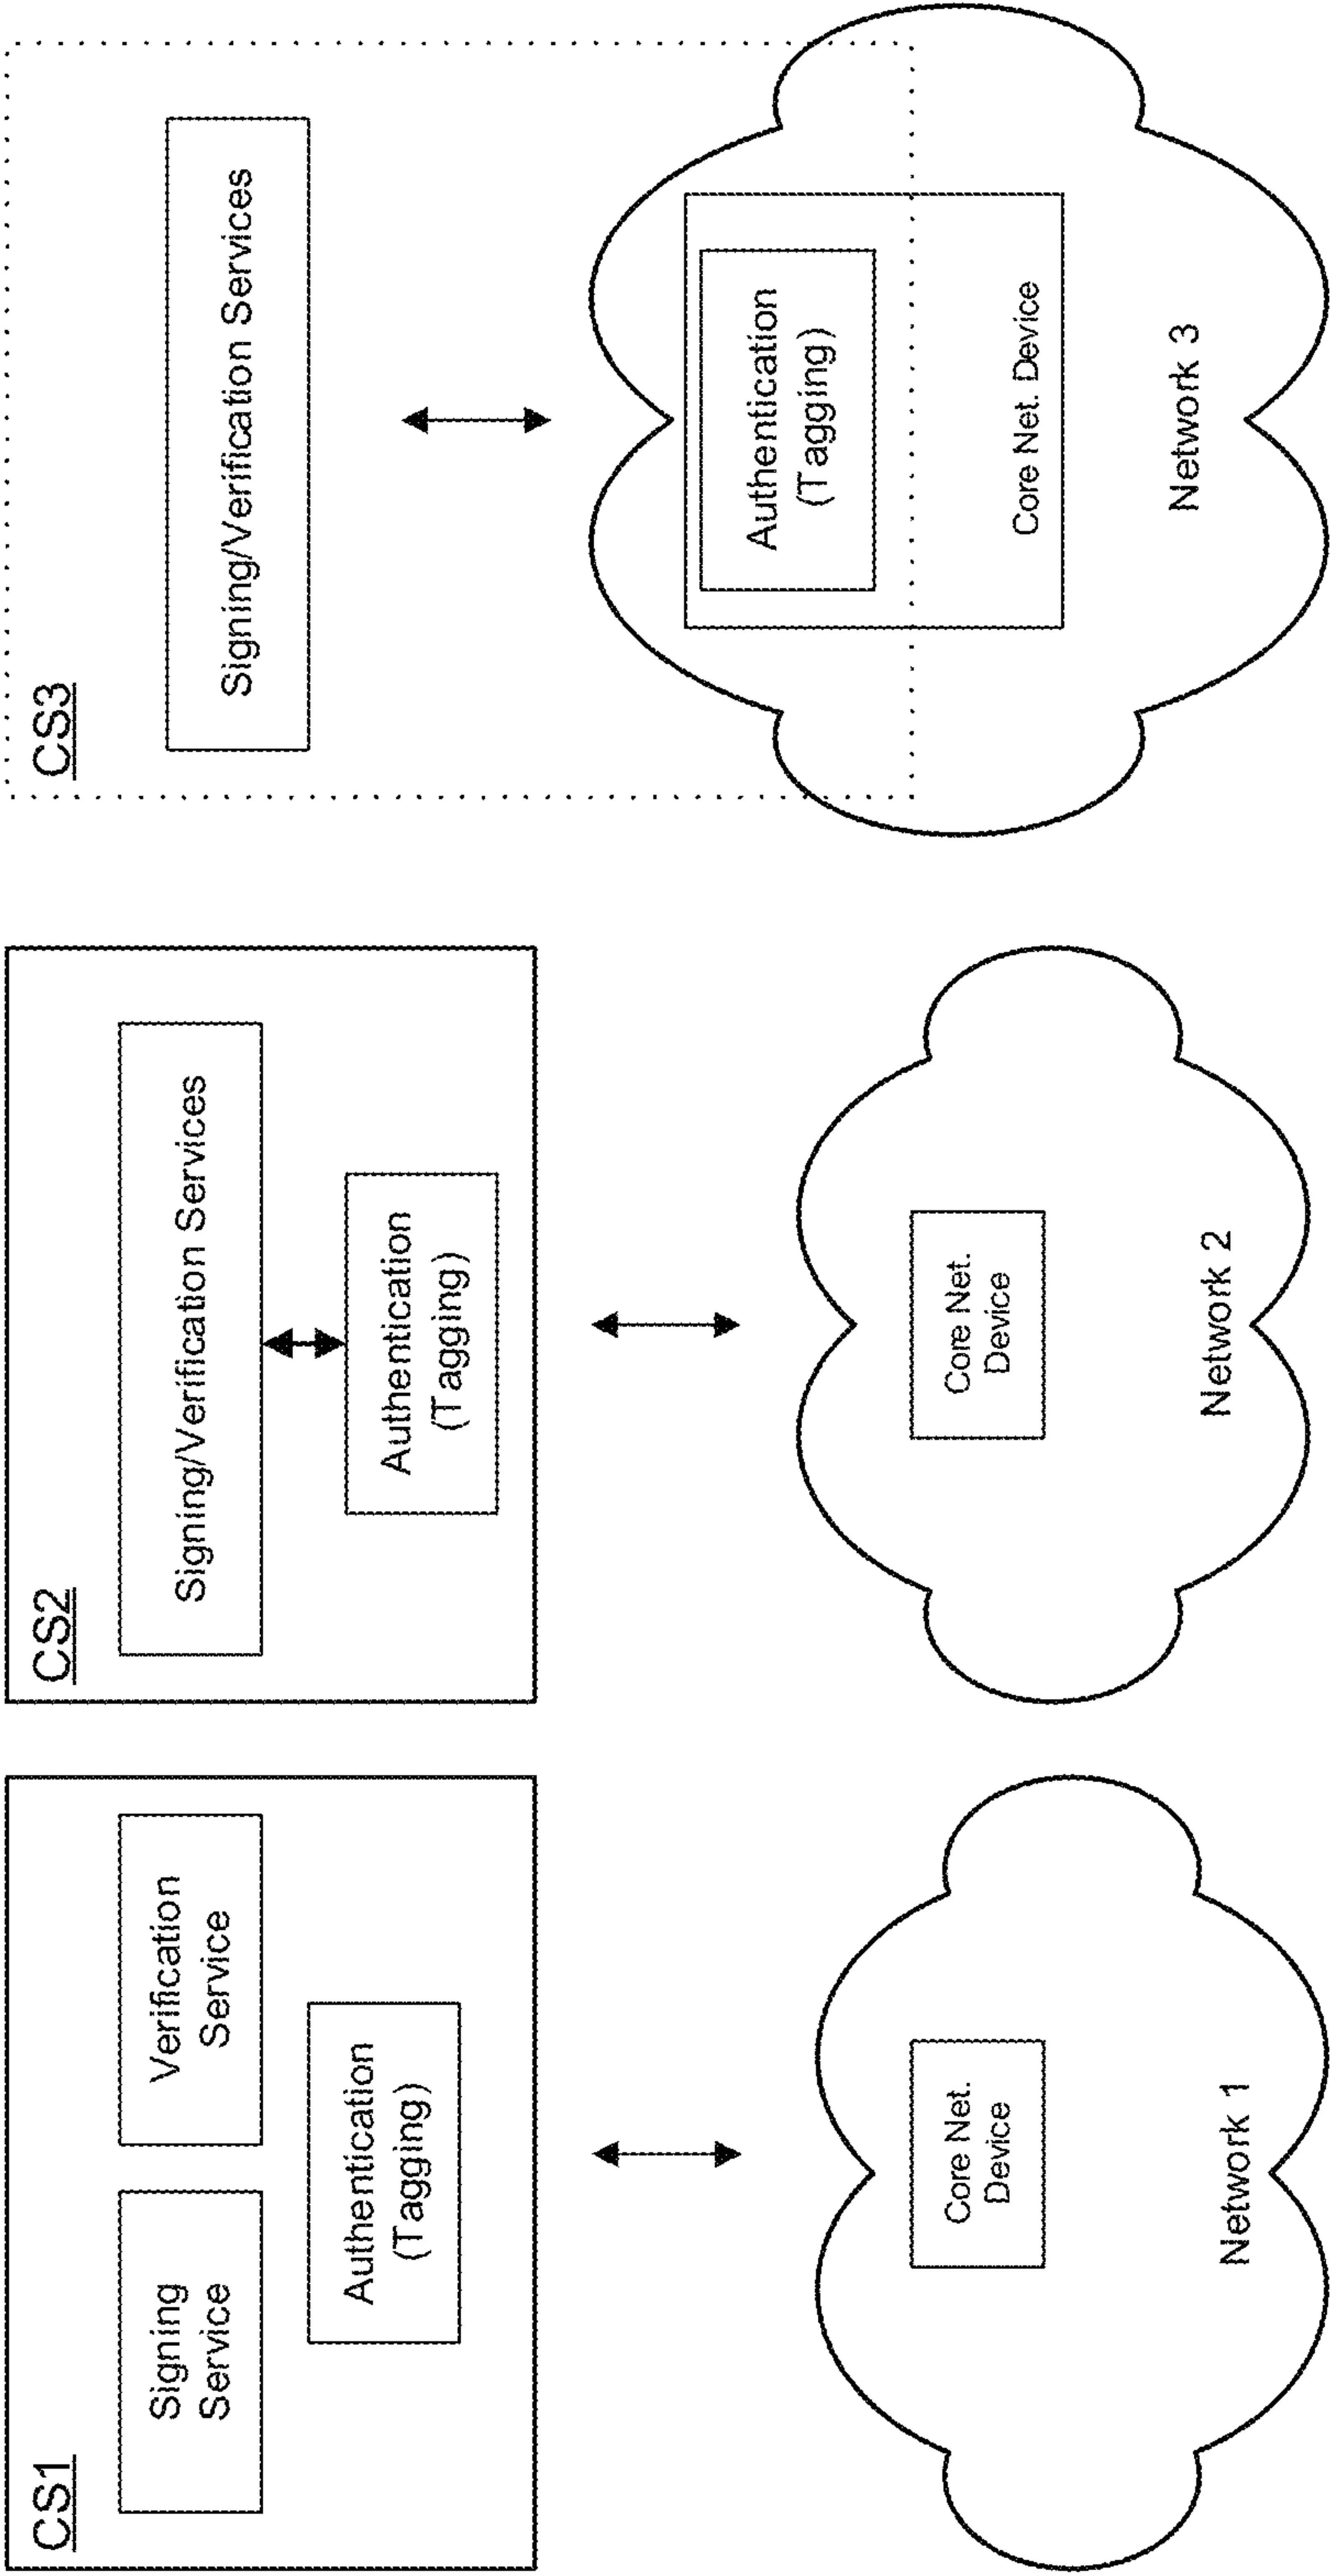 CS1
Signing
Service
Verification
Service
Authentication
(Tagging)
Core Net.
Device
Network 1
CS2
Signing/Verification Services
Authentication
(Tagging)
Core Net.
Device
Network 2
CS3
Signing/Verification Services
Authentication
(Tagging)
Core Net. Device
Network 3